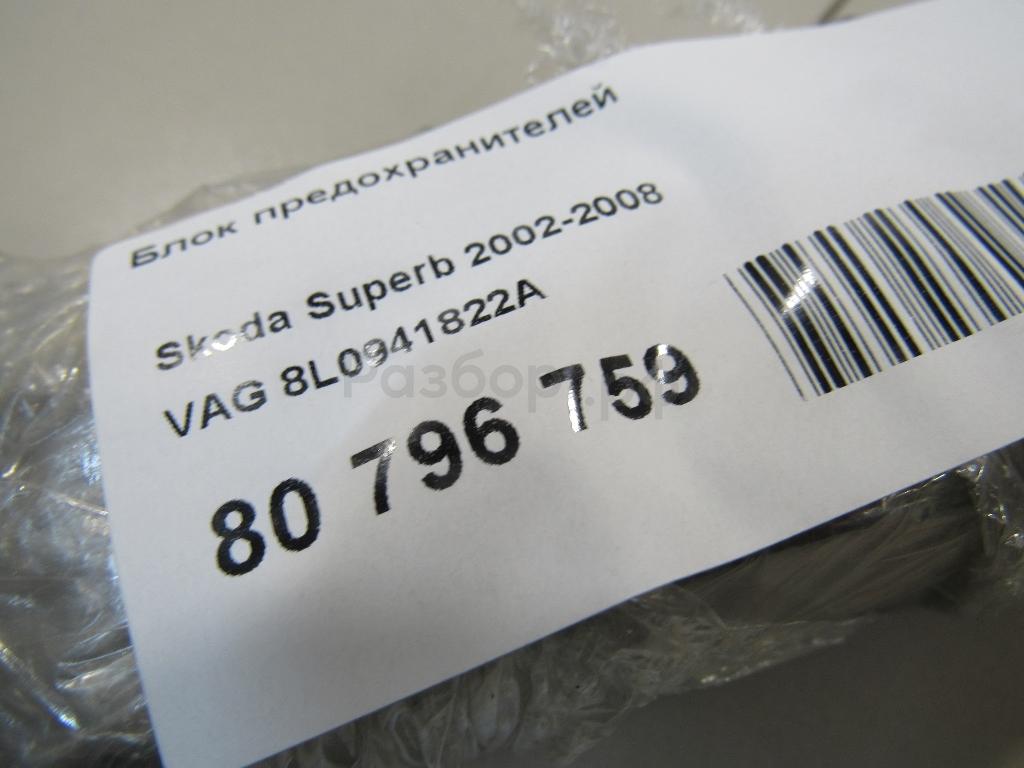 Блок предохранителей
Skoda Superb 2002-2008
VAG 8L0941822A
80 796 759